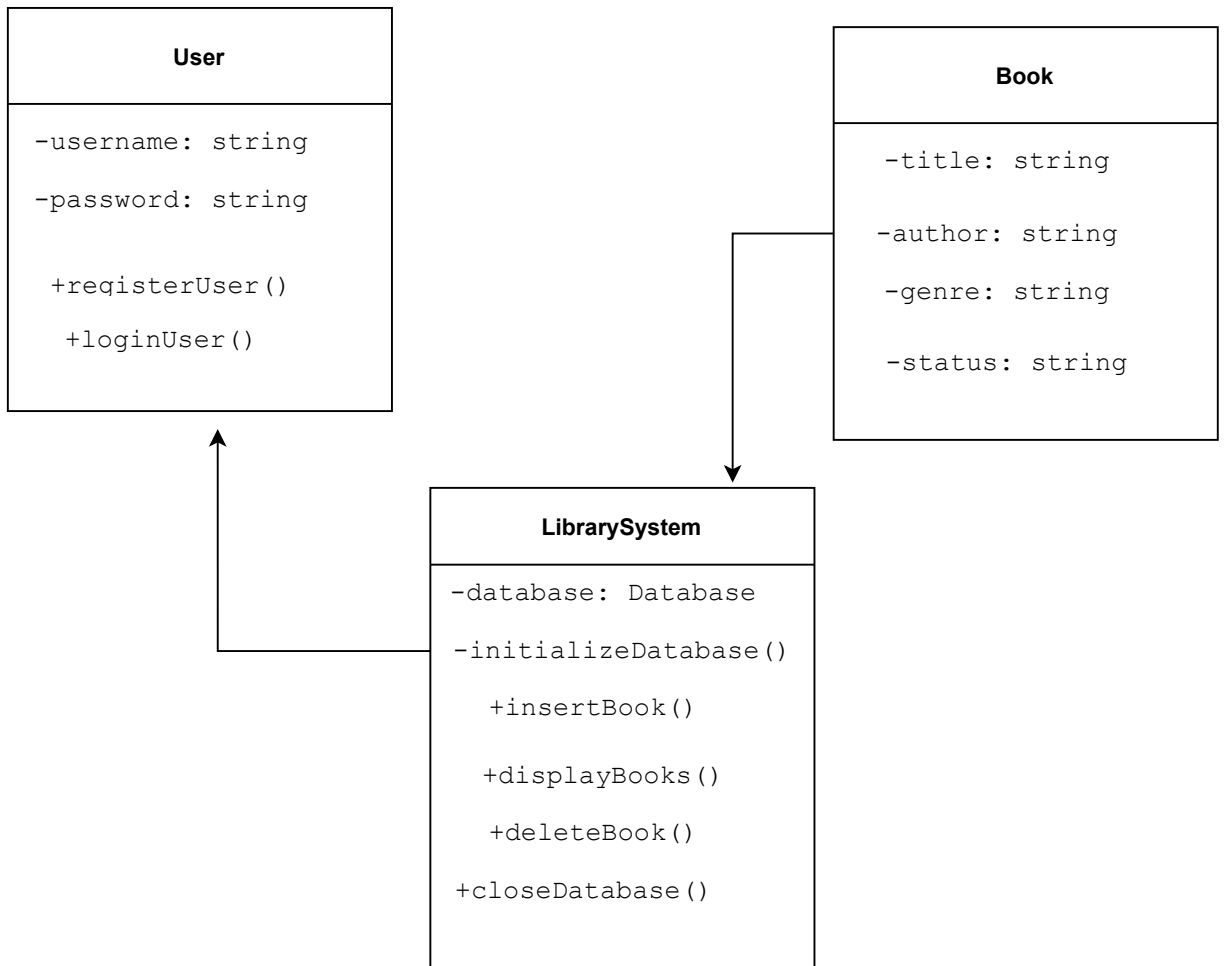 User
-username: string
-password: string
+registerUser()
+loginUser()
Book
-title: string
-author: string
-genre: string
-status: string
LibrarySystem
-database: Database
-initializeDatabase()
+insertBook()
+displayBooks()
+deleteBook()
+closeDatabase()